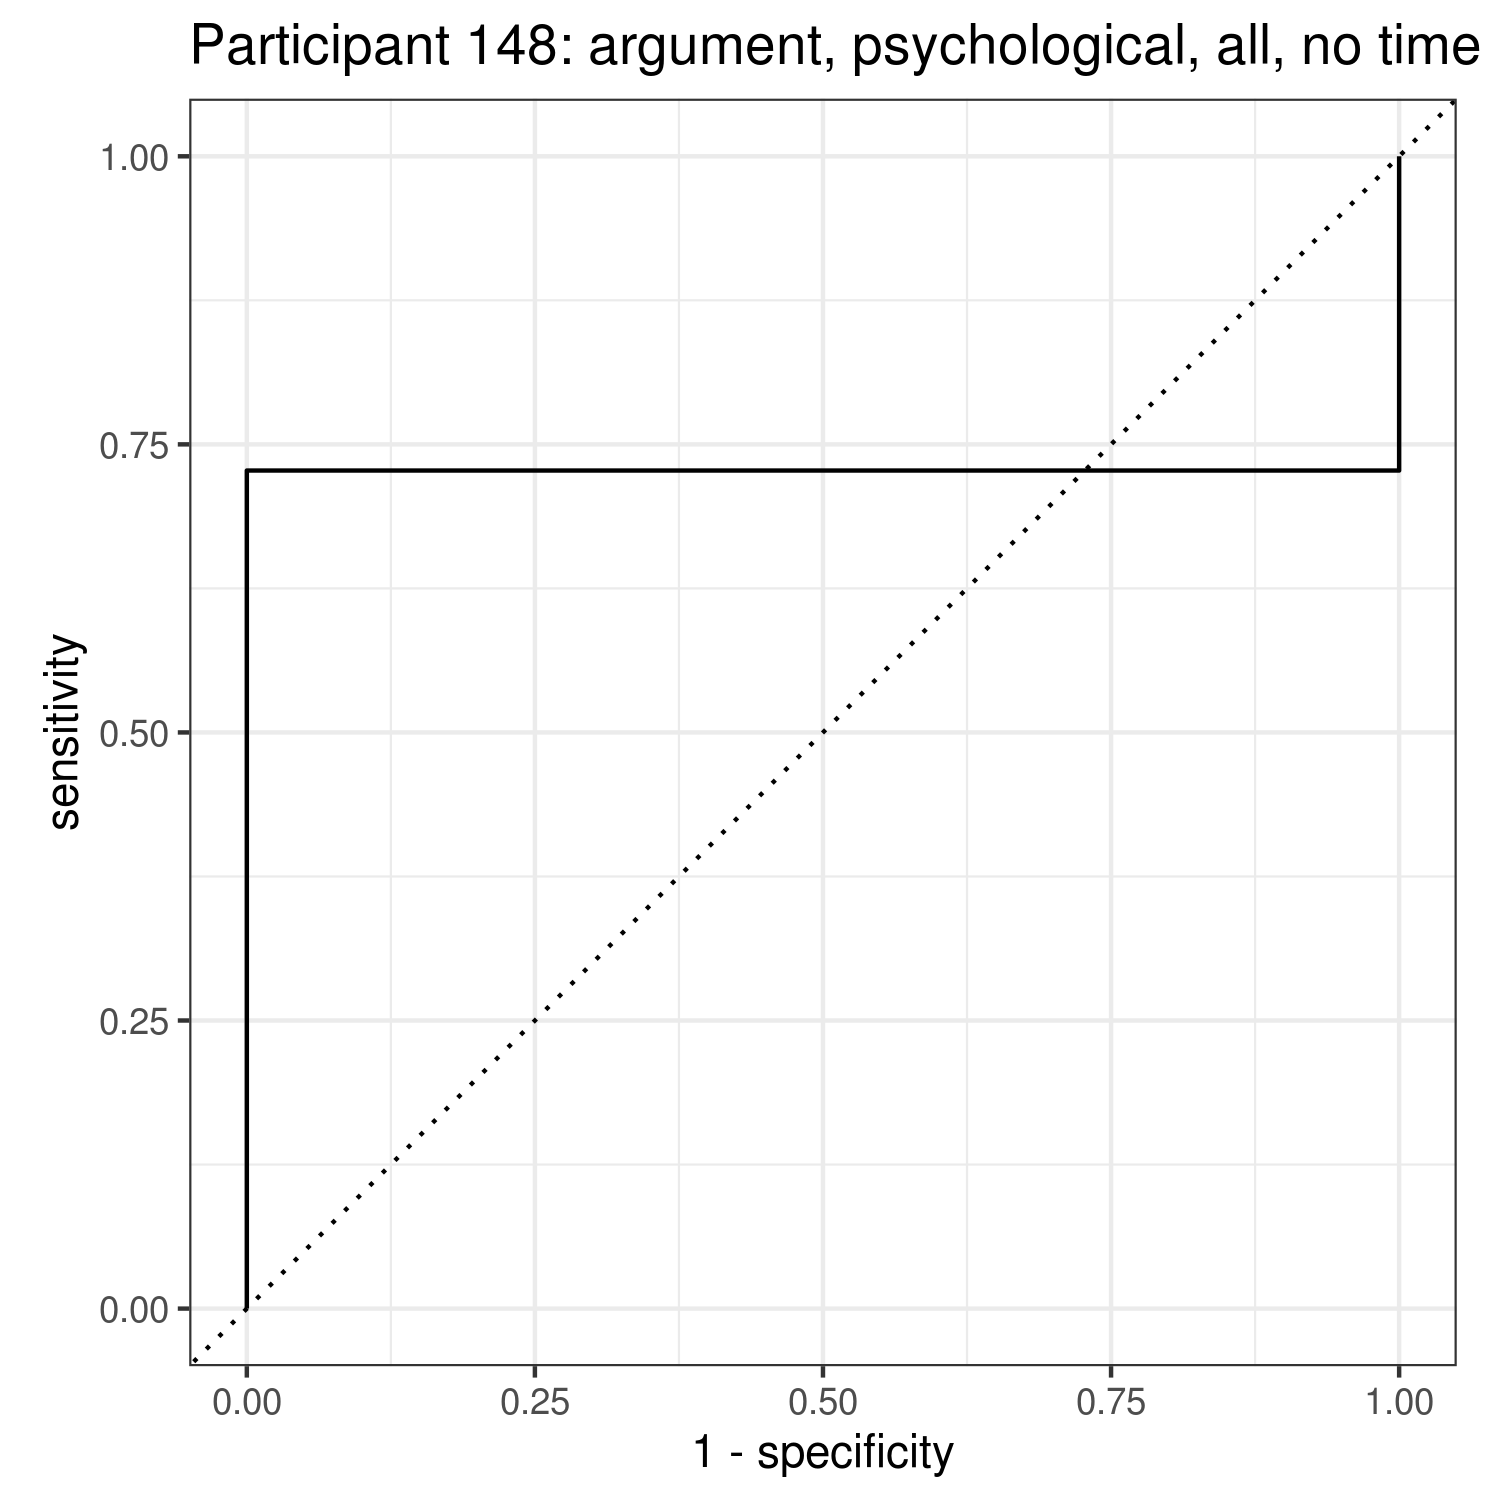 Participant 148: argument, psychological, all, no time
1.00
0.75
0.50
0.25
0.00
sensitivity
0.00 0.25 0.50 0.75 1.00
1 - specificity